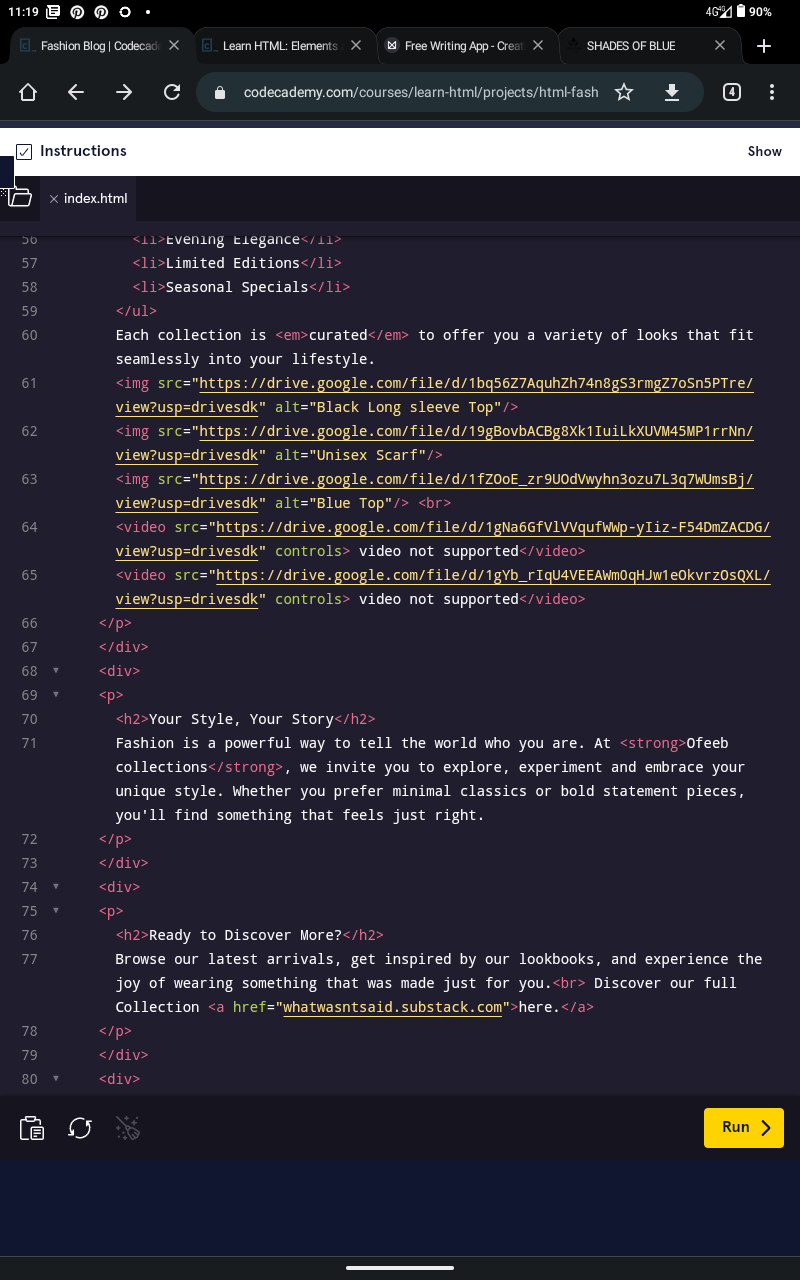 11:19 4G 90%
Fashion Blog | Codecade
Learn HTML: Elements a
Free Writing App - Creat
SHADES OF BLUE
codecademy.com/courses/learn-html/projects/html-fash
4
Instructions Show
index.html
56 <li>Evening Elegance</li>
57 <li>Limited Editions</li>
58 <li>Seasonal Specials</li>
59 </ul>
60 Each collection is <em>curated</em> to offer you a variety of looks that fit
seamlessly into your lifestyle.
61 <img src="https://drive.google.com/file/d/1bq56Z7AquhZh74n8gS3rmgZ7oSn5PTre/
view?usp=drivesdk" alt="Black Long sleeve Top"/>
62 <img src="https://drive.google.com/file/d/19gBovbACBg8Xk1IuiLkXUVM45MP1rrNn/
view?usp=drivesdk" alt="Unisex Scarf"/>
63 <img src="https://drive.google.com/file/d/1fZOoE_zr9UOdVwyhn3ozu7L3q7WUmsBj/
view?usp=drivesdk" alt="Blue Top"/> <br>
64 <video src="https://drive.google.com/file/d/1gNa6GfVlVVqufWWp-yIiz-F54DmZACDG/
view?usp=drivesdk" controls> video not supported</video>
65 <video src="https://drive.google.com/file/d/1gYb_rIqU4VEEAWm0qHJw1eOkvrzOsQXL/
view?usp=drivesdk" controls> video not supported</video>
66 </p>
67 </div>
68 <div>
69 <p>
70 <h2>Your Style, Your Story</h2>
71 Fashion is a powerful way to tell the world who you are. At <strong>Ofeeb
collections</strong>, we invite you to explore, experiment and embrace your
unique style. Whether you prefer minimal classics or bold statement pieces,
you'll find something that feels just right.
72 </p>
73 </div>
74 <div>
75 <p>
76 <h2>Ready to Discover More?</h2>
77 Browse our latest arrivals, get inspired by our lookbooks, and experience the
joy of wearing something that was made just for you.<br> Discover our full
Collection <a href="whatwasntsaid.substack.com">here.</a>
78 </p>
79 </div>
80 <div>
Run